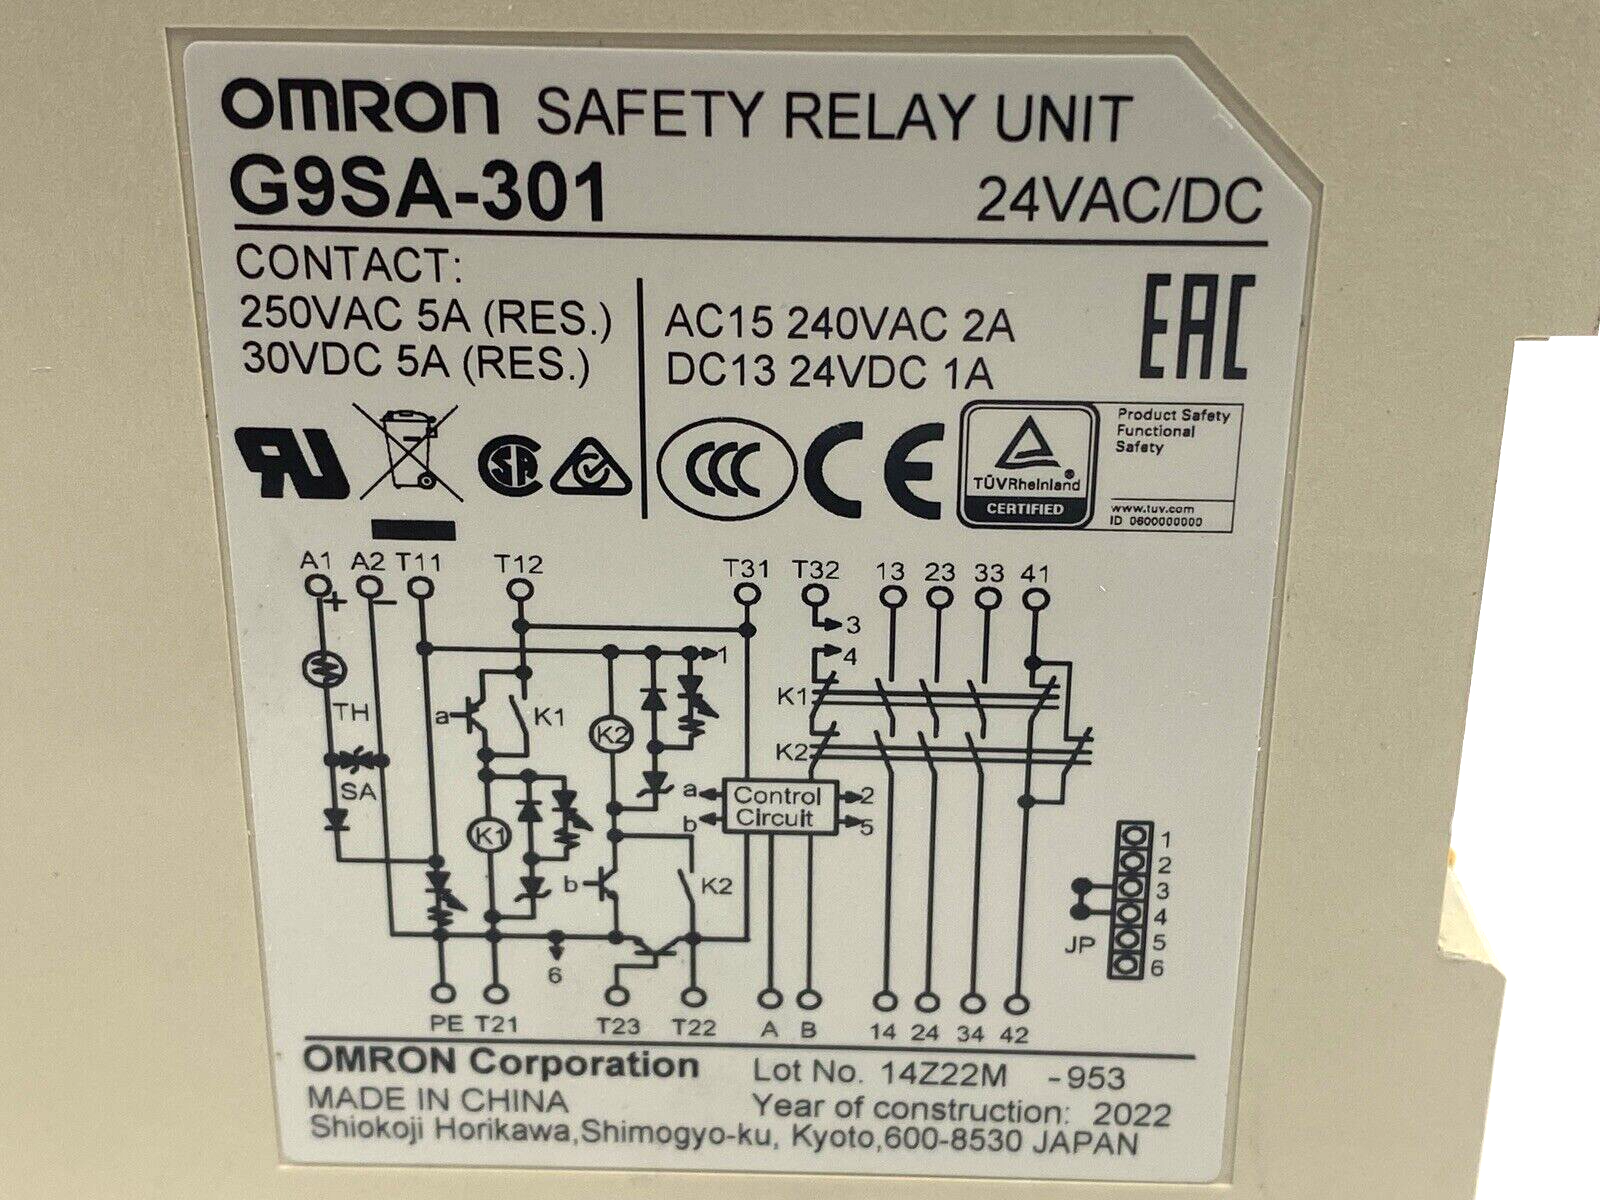 OMRON SAFETY RELAY UNIT
G9SA-301 24VAC/DC
CONTACT:
250VAC 5A (RES.)
30VDC 5A (RES.)
AC15 240VAC 2A
DC13 24VDC 1A
EAC
RU
SA
CCC
CE
TÜVRheinland®
CERTIFIED
Product Safety
Functional
Safety
www.tuv.com
ID 0600000000
A1 A2 T11 T12 T31 T32 13 23 33 41
+ −
3
1 4
K1
a K1
TH K2
K2
SA a Control 2
b Circuit 5
K1
b K2
6
1
2
3
4
JP 5
6
PE T21 T23 T22 A B 14 24 34 42
OMRON Corporation Lot No. 14Z22M -953
MADE IN CHINA Year of construction: 2022
Shiokoji Horikawa,Shimogyo-ku, Kyoto,600-8530 JAPAN